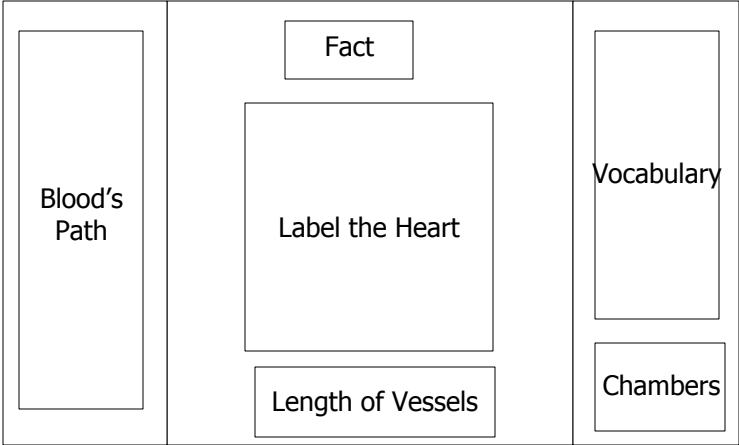 Fact
Blood’s
Path
Label the Heart
Length of Vessels
Vocabulary
Chambers